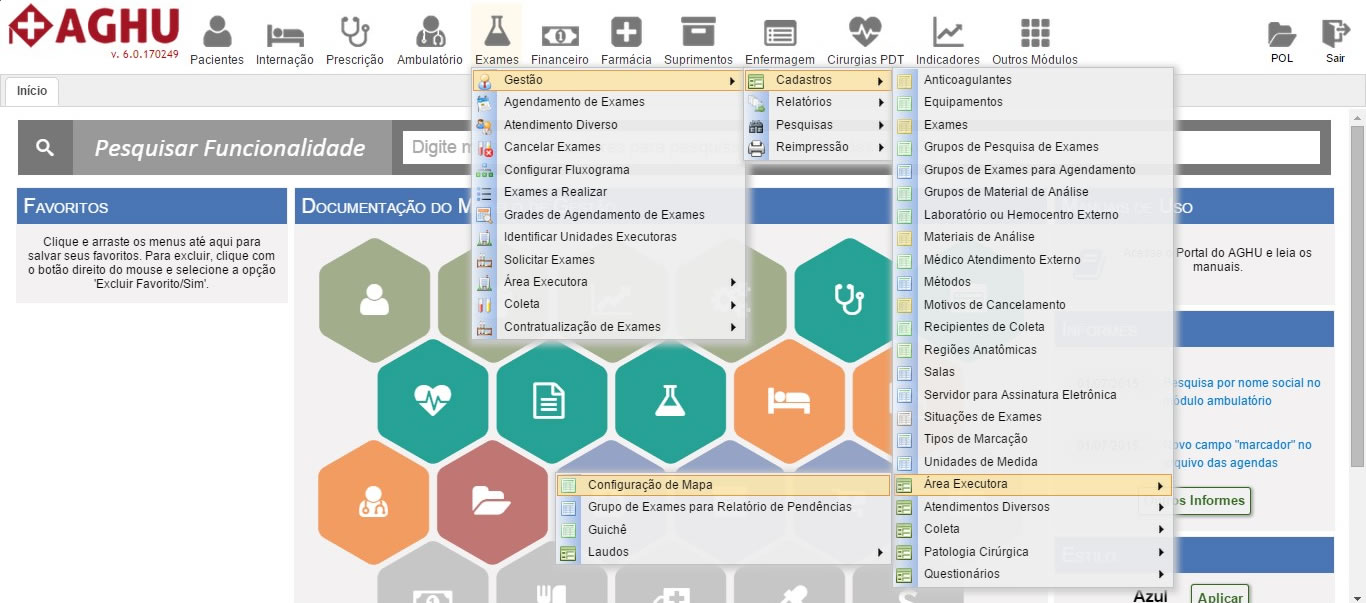 AGHU
v. 6.0.170249
Pacientes
Internação
Prescrição
Ambulatório
Exames
Financeiro
Farmácia
Suprimentos
Enfermagem
Cirurgias PDT
Indicadores
Outros Módulos
POL
Sair
Início
Pesquisar Funcionalidade
Digite
Gestão
Agendamento de Exames
Atendimento Diverso
Cancelar Exames
Configurar Fluxograma
Exames a Realizar
Grades de Agendamento de Exames
Identificar Unidades Executoras
Solicitar Exames
Área Executora
Coleta
Contratualização de Exames
Cadastros
Relatórios
Pesquisas
Reimpressão
Anticoagulantes
Equipamentos
Exames
Grupos de Pesquisa de Exames
Grupos de Exames para Agendamento
Grupos de Material de Análise
Laboratório ou Hemocentro Externo
Materiais de Análise
Médico Atendimento Externo
Métodos
Motivos de Cancelamento
Recipientes de Coleta
Regiões Anatômicas
Salas
Servidor para Assinatura Eletrônica
Situações de Exames
Tipos de Marcação
Unidades de Medida
Área Executora
Atendimentos Diversos
Coleta
Patologia Cirúrgica
Questionários
Configuração de Mapa
Grupo de Exames para Relatório de Pendências
Guichê
Laudos
Favoritos
Clique e arraste os menus até aqui para
salvar seus favoritos. Para excluir, clique com
o botão direito do mouse e selecione a opção
'Excluir Favorito/Sim'.
Documentação do M
Manuais de Uso
Acesse o Portal do AGHU e leia os
manuais.
Informes
01/07/2015
Pesquisa por nome social no
módulo ambulatório
01/07/2015
Novo campo "marcador" no
arquivo das agendas
os Informes
Estilo
Azul
Aplicar